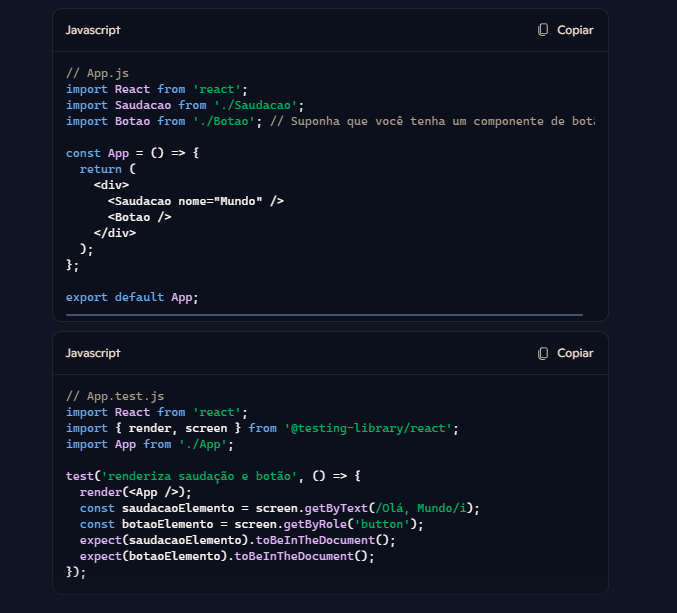 Javascript
Copiar
// App.js
import React from 'react';
import Saudacao from './Saudacao';
import Botao from './Botao'; // Suponha que você tenha um componente de
const App = () => {
  return (
    <div>
      <Saudacao nome="Mundo" />
      <Botao />
    </div>
  );
};
export default App;
Javascript
Copiar
// App.test.js
import React from 'react';
import { render, screen } from '@testing-library/react';
import App from './App';
test('renderiza saudação e botão', () => {
  render(<App />);
  const saudacaoElemento = screen.getByText(/Olá, Mundo/i);
  const botaoElemento = screen.getByRole('button');
  expect(saudacaoElemento).toBeInTheDocument();
  expect(botaoElemento).toBeInTheDocument();
});